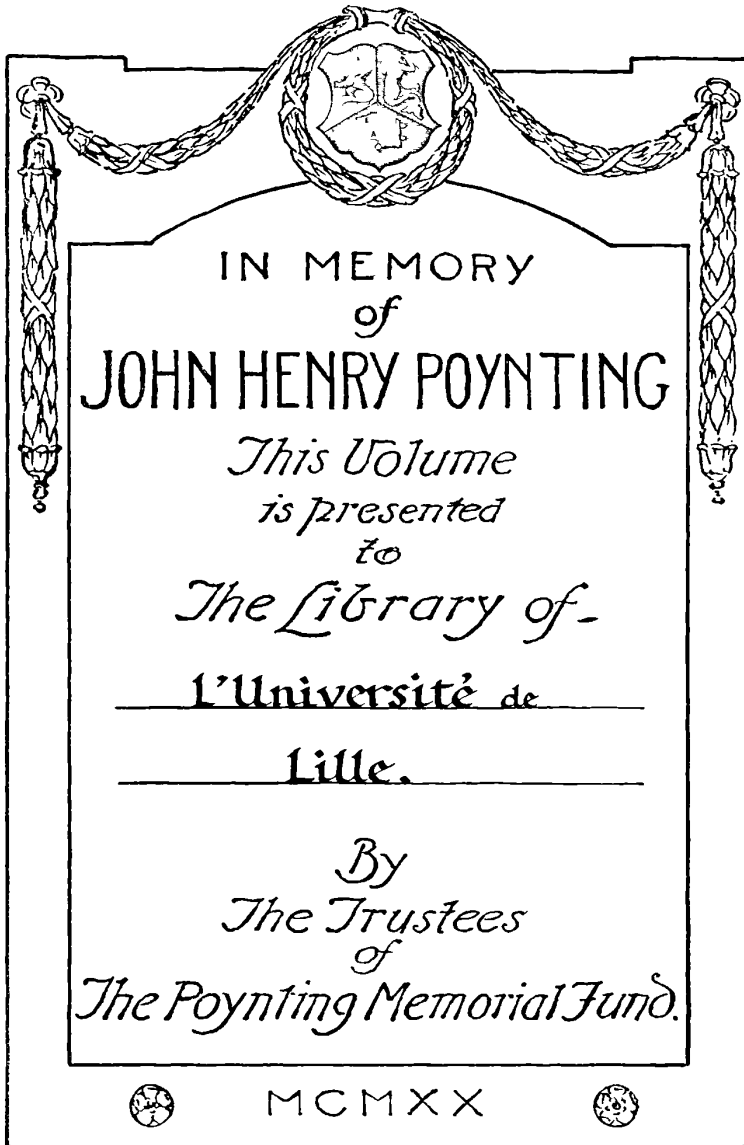 IN MEMORY
of
JOHN HENRY POYNTING
This Volume
is presented
to
The Library of
L'Université de
Lille.
By
The Trustees
of
The Poynting Memorial Fund.
MCMXX